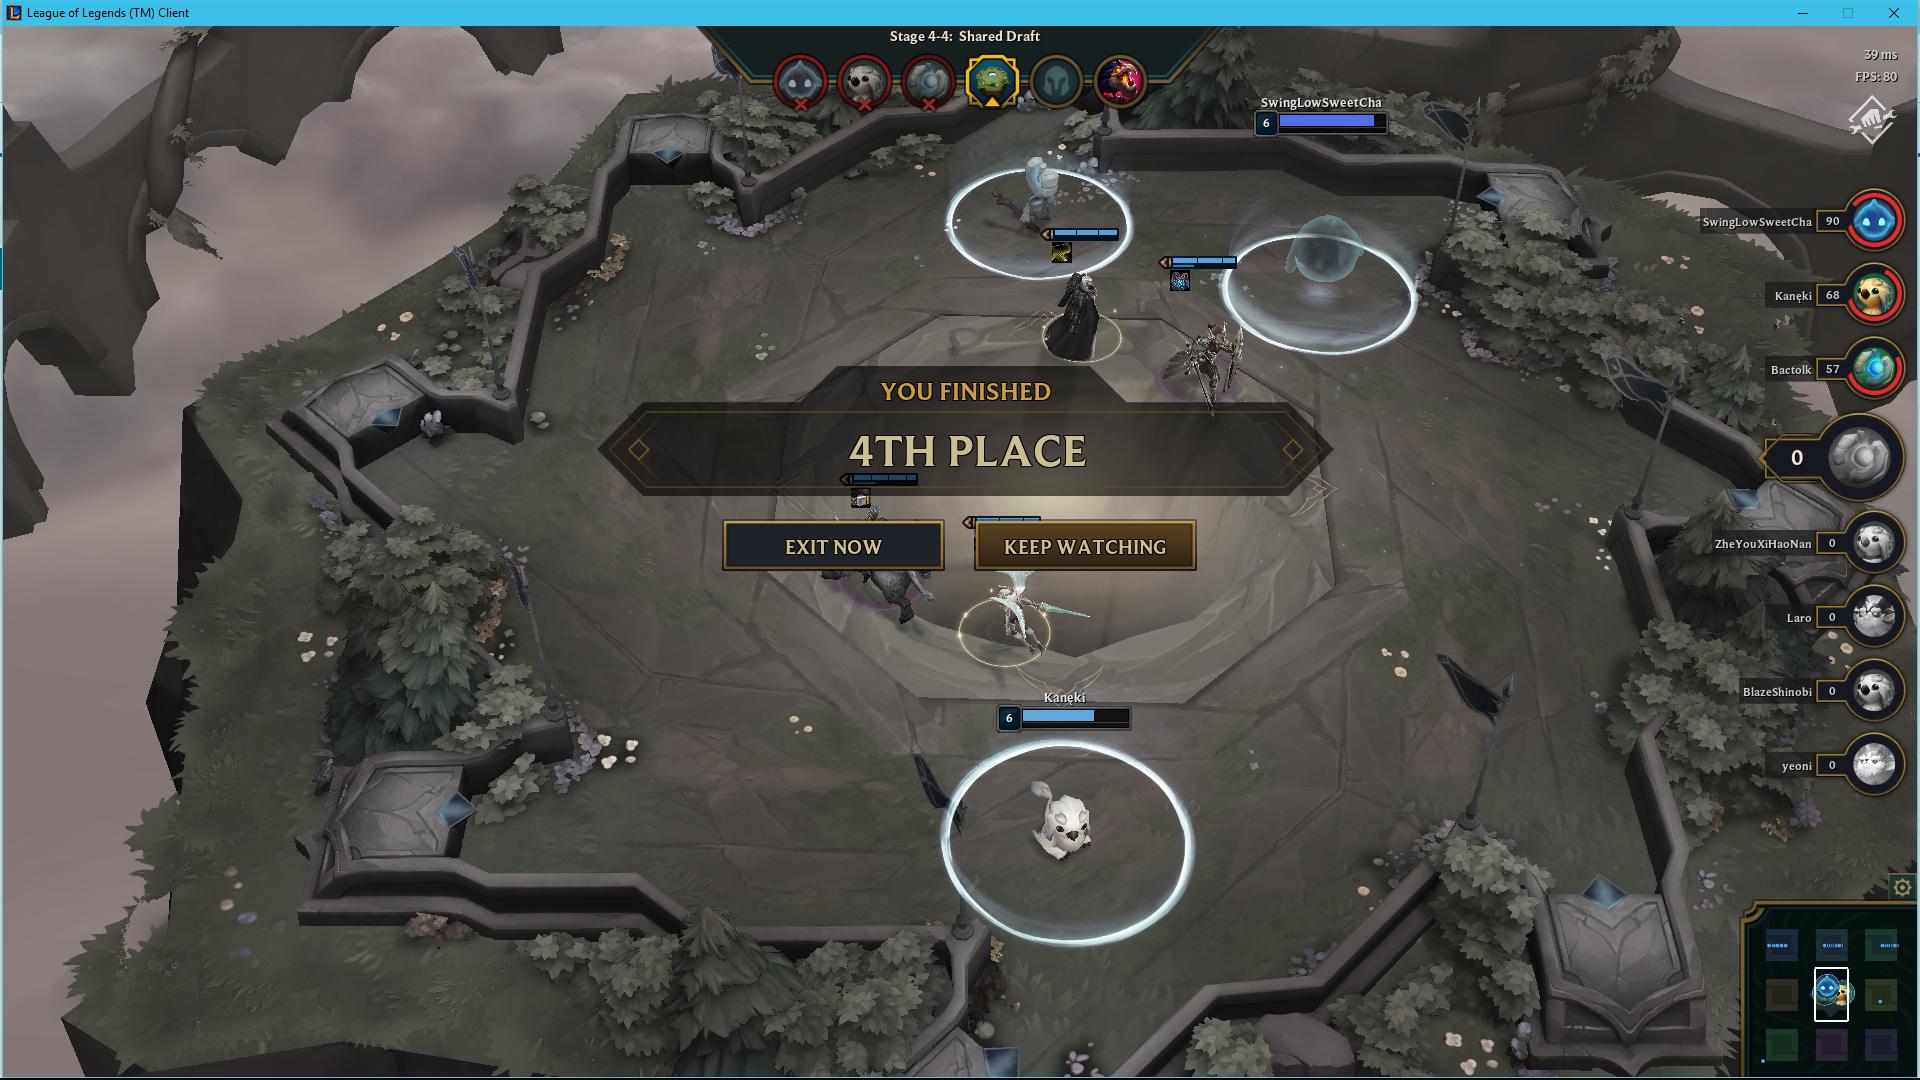 League of Legends (TM) Client
Stage 4-4: Shared Draft
39 ms
FPS: 80
SwingLowSweetCha
6
SwingLowSweetCha 90
Kanęki 68
Bactolk 57
YOU FINISHED
4TH PLACE
0
EXIT NOW
KEEP WATCHING
ZheYouXiHaoNan 0
Laro 0
BlazeShinobi 0
yeoni 0
Kanęki
6